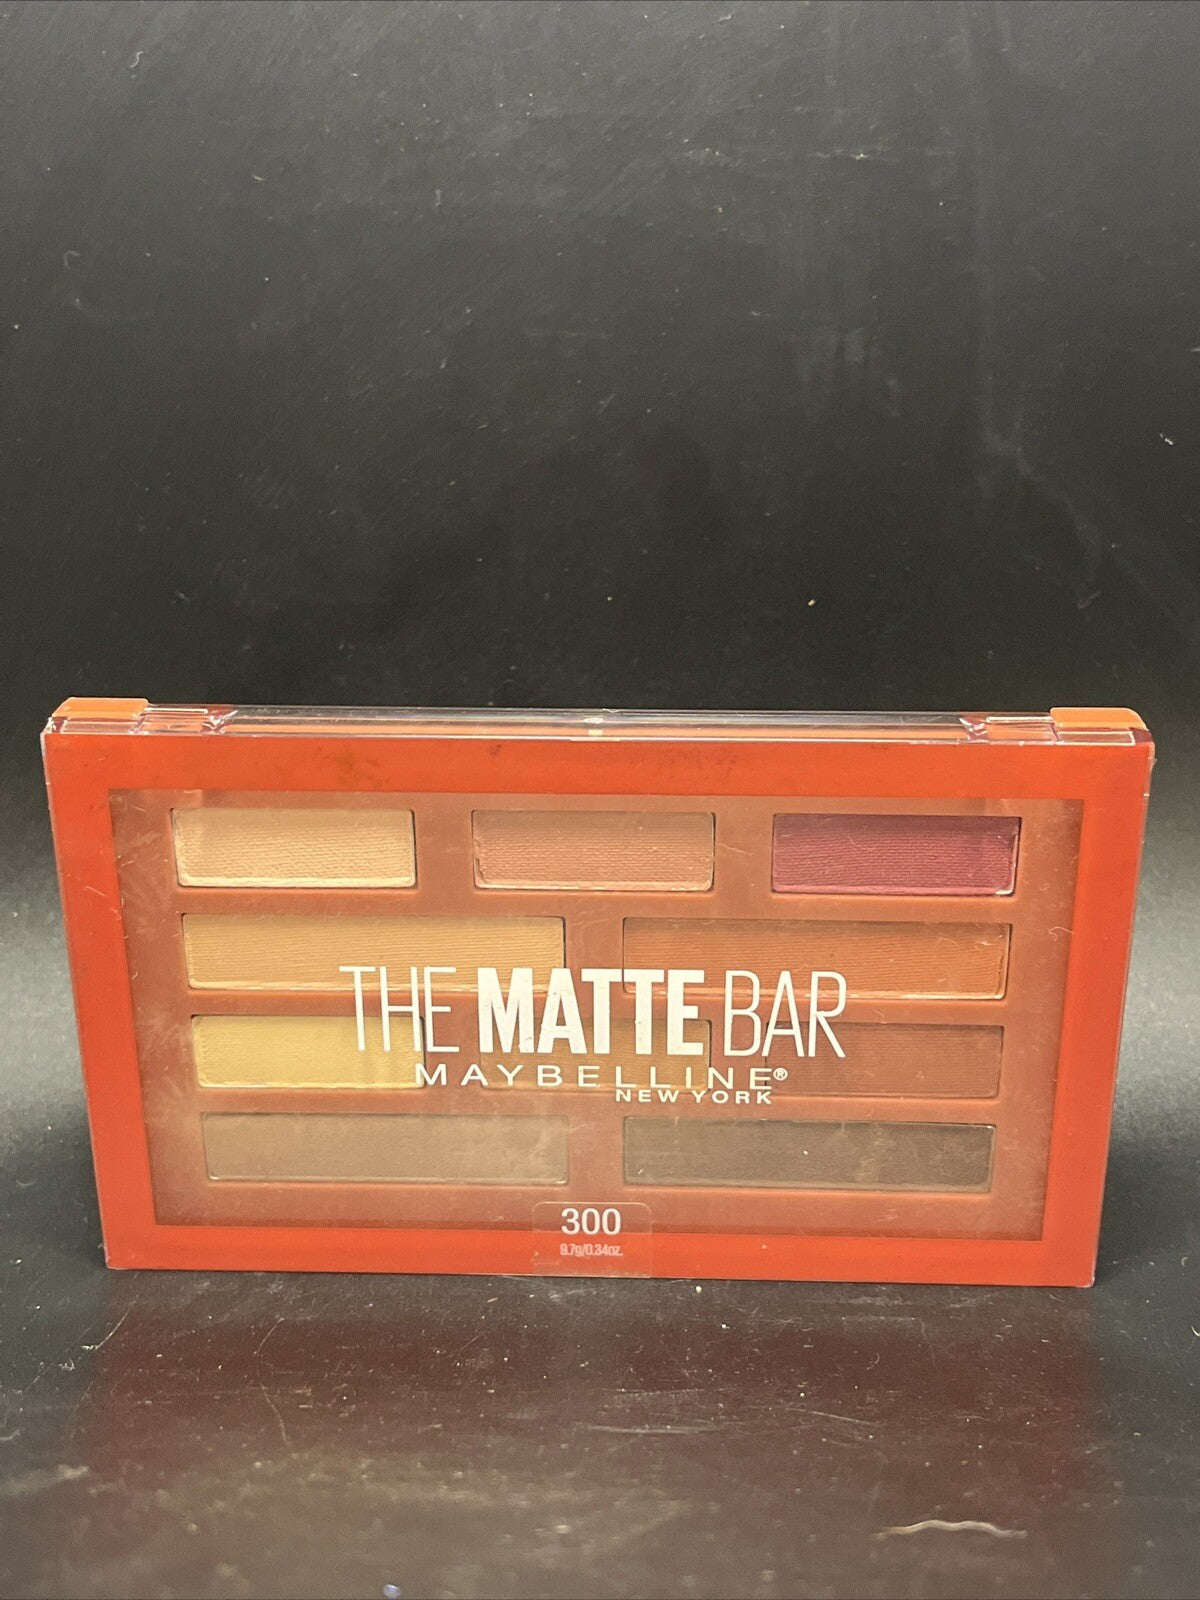 THE MATTE BAR
MAYBELLINE®
NEW YORK
300
9.7g/0.34oz.